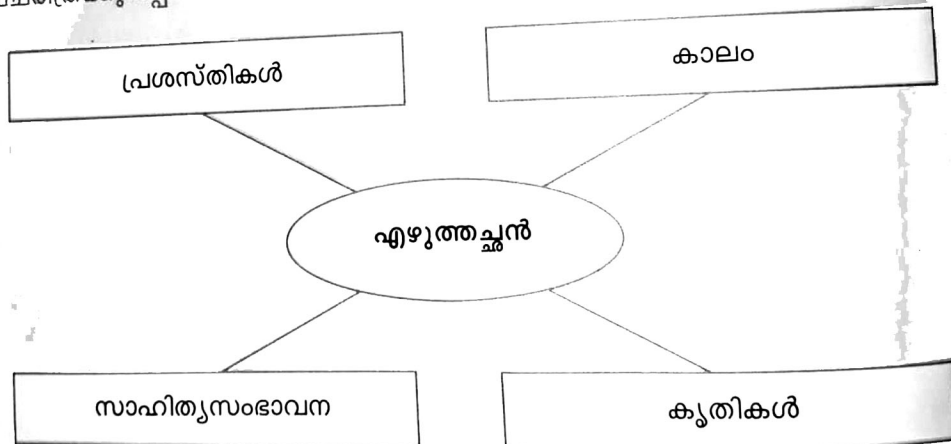 പ്രശസ്തികൾ
കാലം
എഴുത്തച്ഛൻ
സാഹിത്യസംഭാവന
കൃതികൾ